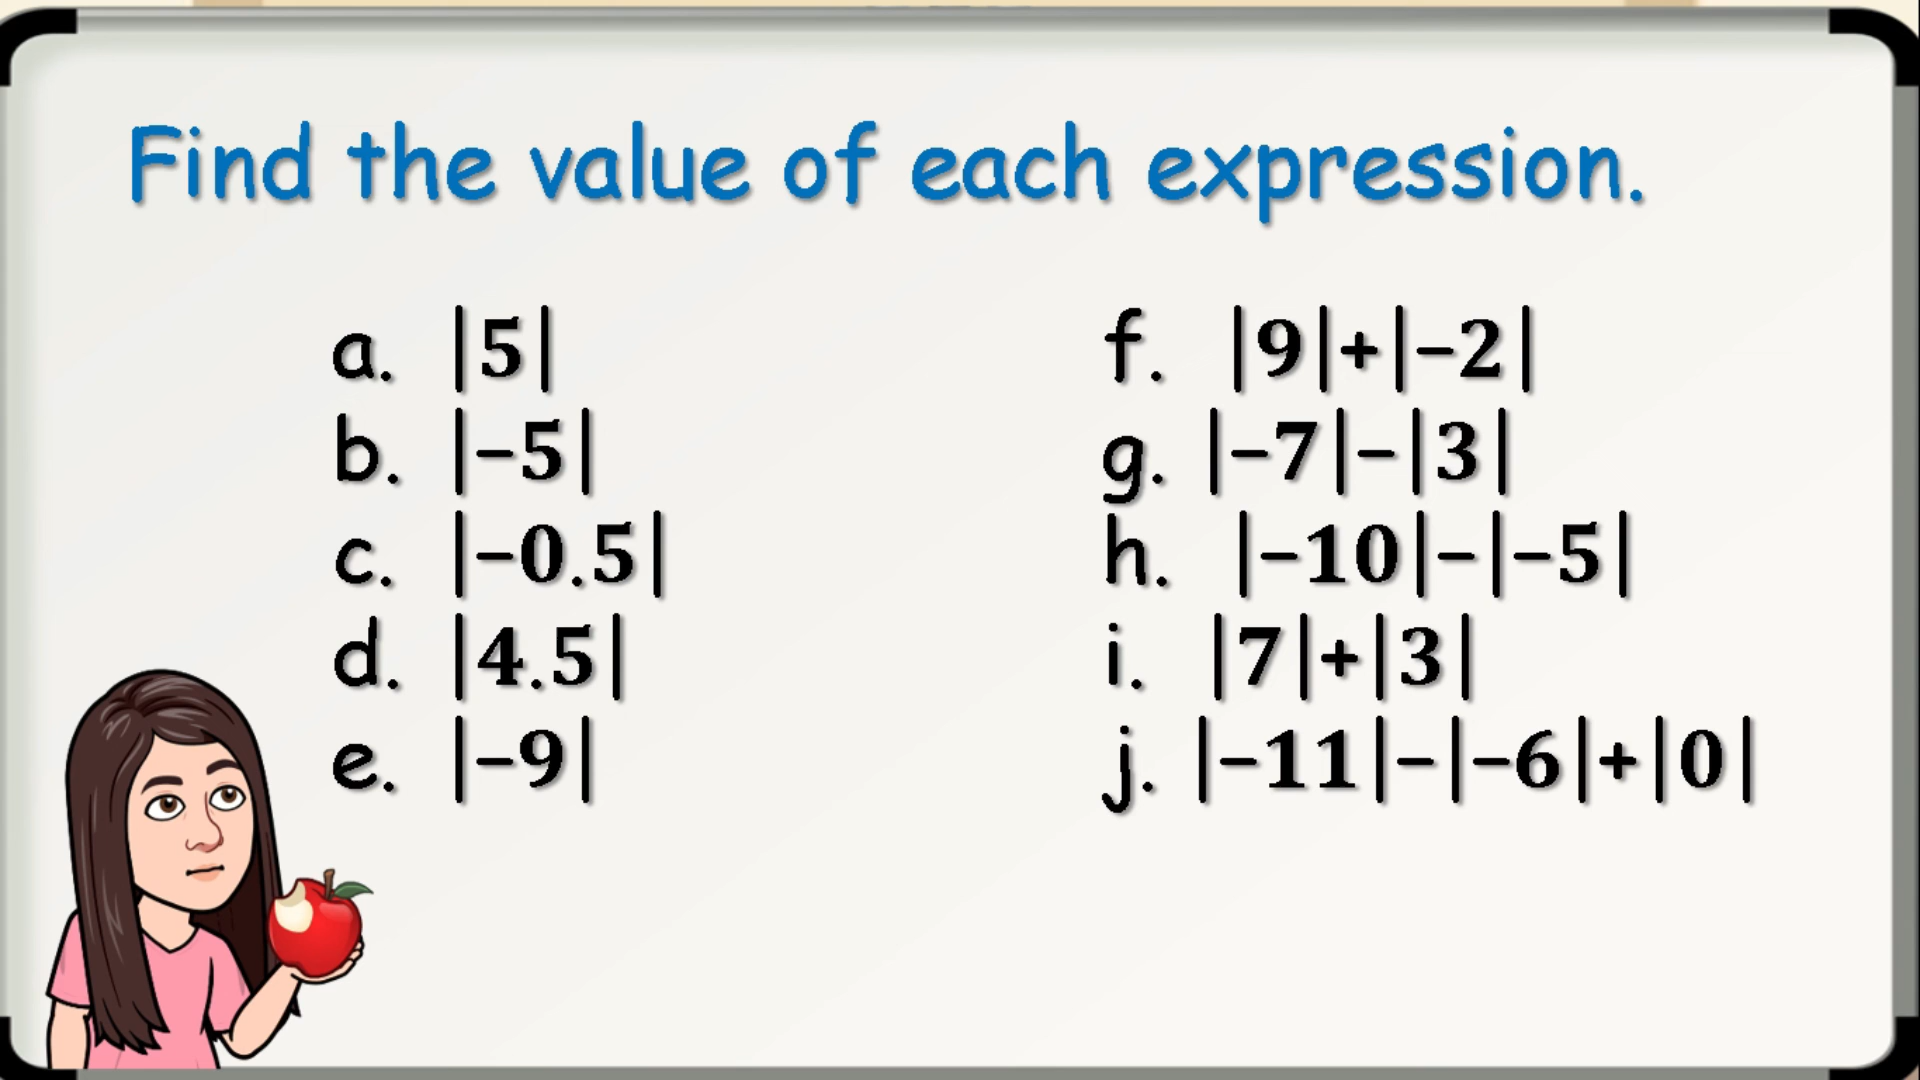 Find the value of each expression.
a. |5|
b. |−5|
c. |−0.5|
d. |4.5|
e. |−9|
f. |9|+|−2|
g. |−7|−|3|
h. |−10|−|−5|
i. |7|+|3|
j. |−11|−|−6|+|0|